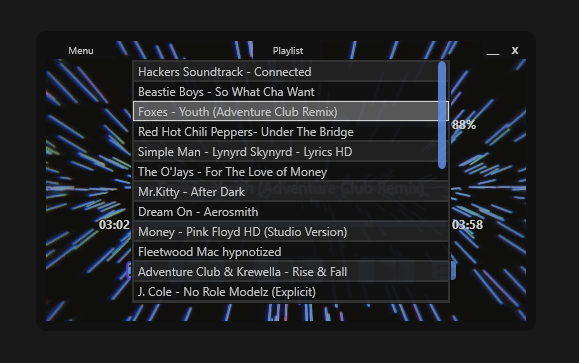 Menu
Playlist
X
Hackers Soundtrack - Connected
Beastie Boys - So What Cha Want
Foxes - Youth (Adventure Club Remix)
88%
Red Hot Chili Peppers- Under The Bridge
Simple Man - Lynyrd Skynyrd - Lyrics HD
The O'Jays - For The Love of Money
Mr.Kitty - After Dark
(Adventure Club Remix)
Dream On - Aerosmith
03:02
Money - Pink Floyd HD (Studio Version)
03:58
Fleetwood Mac hypnotized
Adventure Club & Krewella - Rise & Fall
J. Cole - No Role Modelz (Explicit)